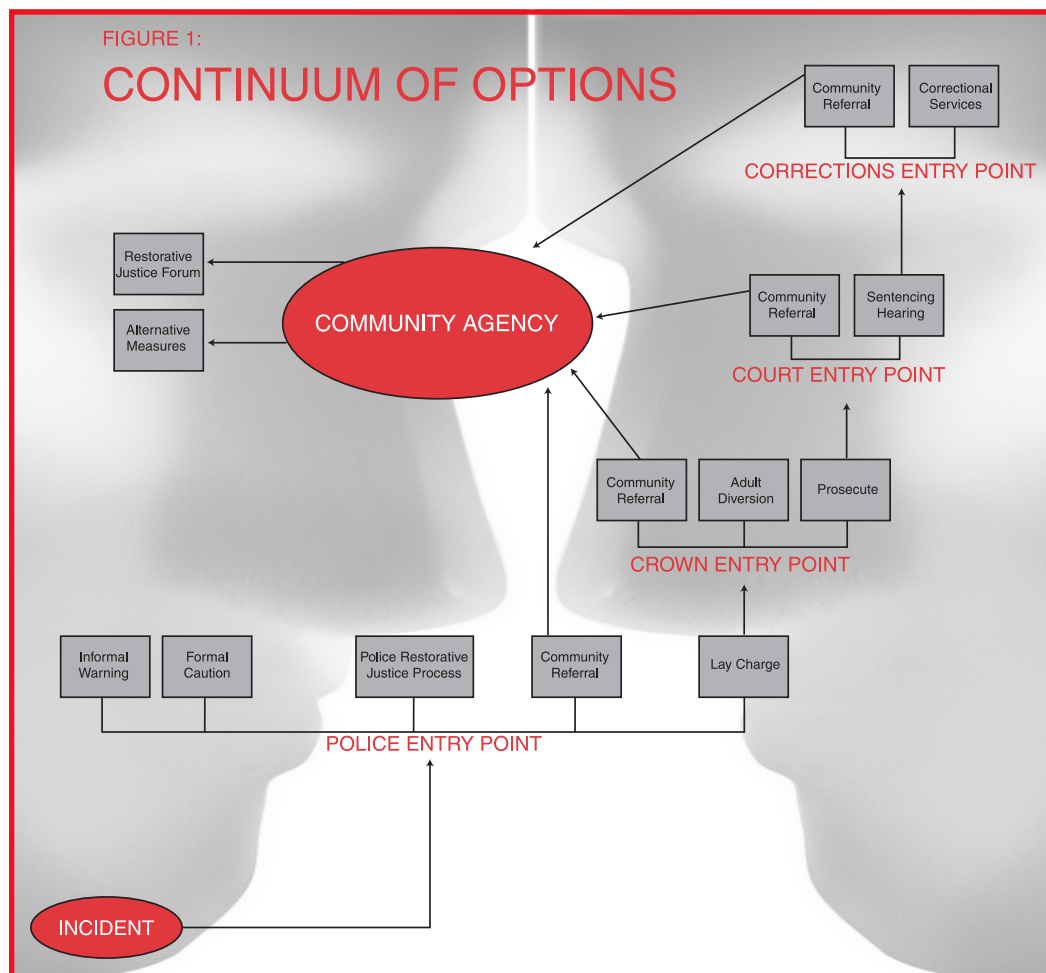 FIGURE 1:
CONTINUUM OF OPTIONS
Community
Referral
Correctional
Services
CORRECTIONS ENTRY POINT
Restorative
Justice Forum
Alternative
Measures
COMMUNITY AGENCY
Community
Referral
Sentencing
Hearing
COURT ENTRY POINT
Community
Referral
Adult
Diversion
Prosecute
CROWN ENTRY POINT
Informal
Warning
Formal
Caution
Police Restorative
Justice Process
Community
Referral
Lay Charge
POLICE ENTRY POINT
INCIDENT